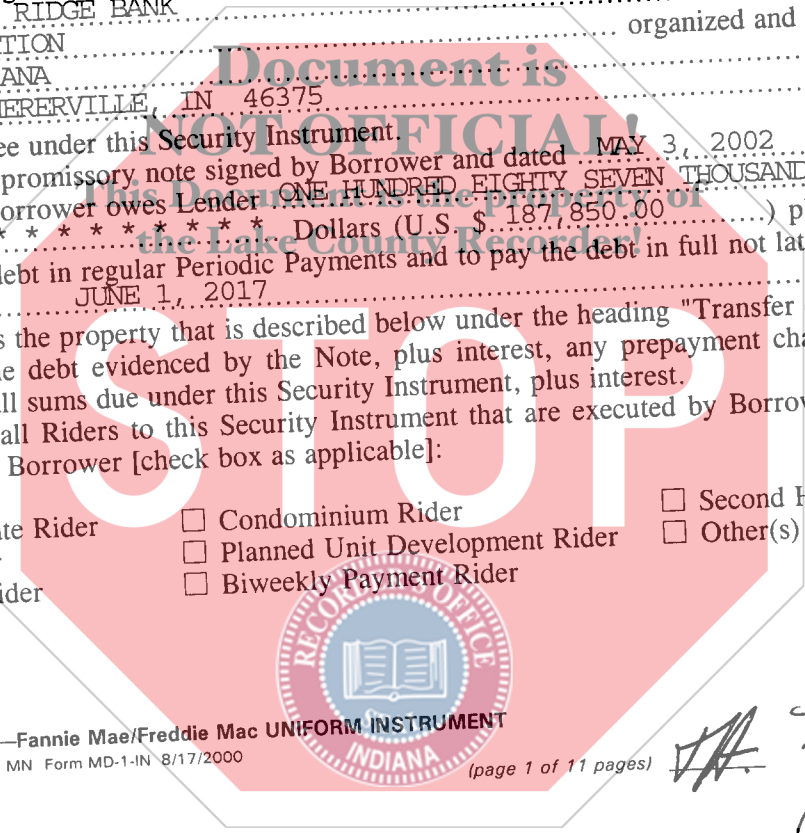 RIDGE BANK
TION
organized and
ANA
ERERVILLE, IN 46375
ee under this Security Instrument.
promissory note signed by Borrower and dated MAY 3, 2002
orrower owes Lender ONE HUNDRED EIGHTY SEVEN THOUSAND
* * * * * * * * * Dollars (U.S. $ 187,850.00 ) p
debt in regular Periodic Payments and to pay the debt in full not lat
JUNE 1, 2017
s the property that is described below under the heading "Transfer
e debt evidenced by the Note, plus interest, any prepayment cha
ll sums due under this Security Instrument, plus interest.
all Riders to this Security Instrument that are executed by Borrow
Borrower [check box as applicable]:
te Rider ☐ Condominium Rider ☐ Second H
☐ Planned Unit Development Rider ☐ Other(s)
ider ☐ Biweekly Payment Rider
—Fannie Mae/Freddie Mac UNIFORM INSTRUMENT
MN Form MD-1-IN 8/17/2000
(page 1 of 11 pages)
Document is
NOT OFFICIAL!
This Document is the property of
the Lake County Recorder!
STOP
RECORDER'S OFFICE
INDIANA